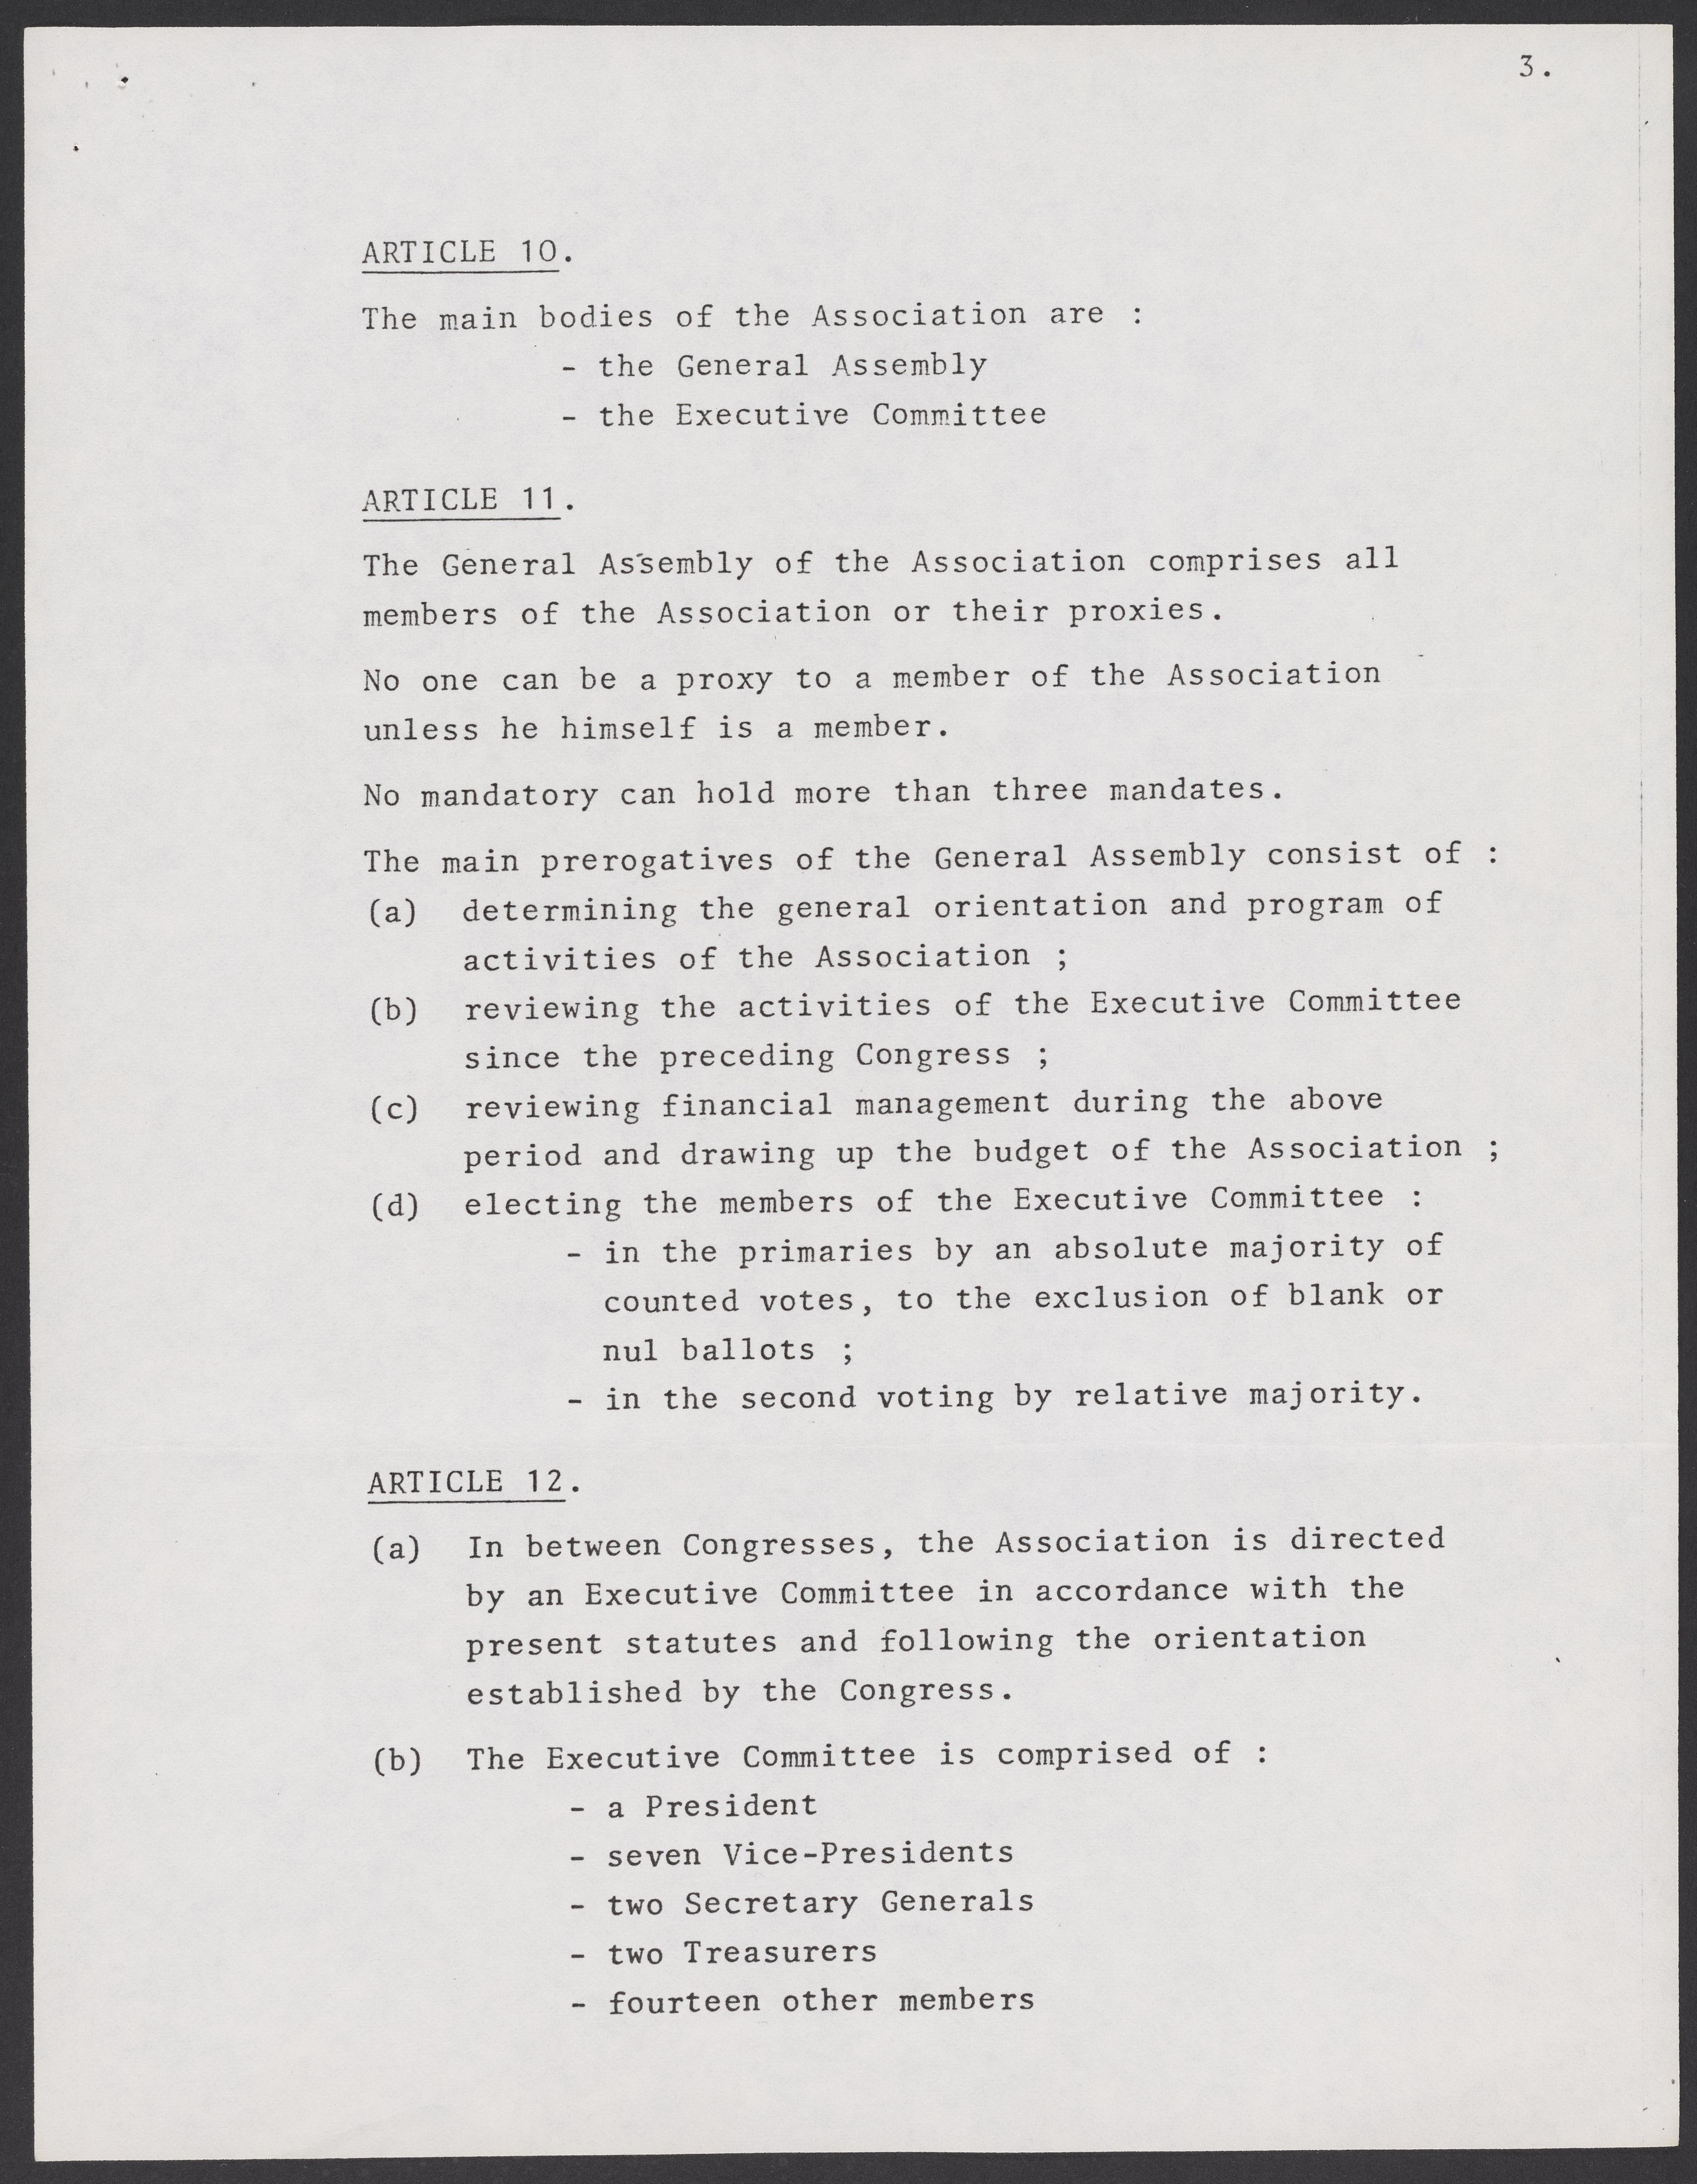 3.
ARTICLE 10.
The main bodies of the Association are :
- the General Assembly
- the Executive Committee
ARTICLE 11.
The General Assembly of the Association comprises all
members of the Association or their proxies.
No one can be a proxy to a member of the Association
unless he himself is a member.
No mandatory can hold more than three mandates.
The main prerogatives of the General Assembly consist of :
(a) determining the general orientation and program of
activities of the Association ;
(b) reviewing the activities of the Executive Committee
since the preceding Congress ;
(c) reviewing financial management during the above
period and drawing up the budget of the Association ;
(d) electing the members of the Executive Committee :
- in the primaries by an absolute majority of
counted votes, to the exclusion of blank or
nul ballots ;
- in the second voting by relative majority.
ARTICLE 12.
(a) In between Congresses, the Association is directed
by an Executive Committee in accordance with the
present statutes and following the orientation
established by the Congress.
(b) The Executive Committee is comprised of :
- a President
- seven Vice-Presidents
- two Secretary Generals
- two Treasurers
- fourteen other members